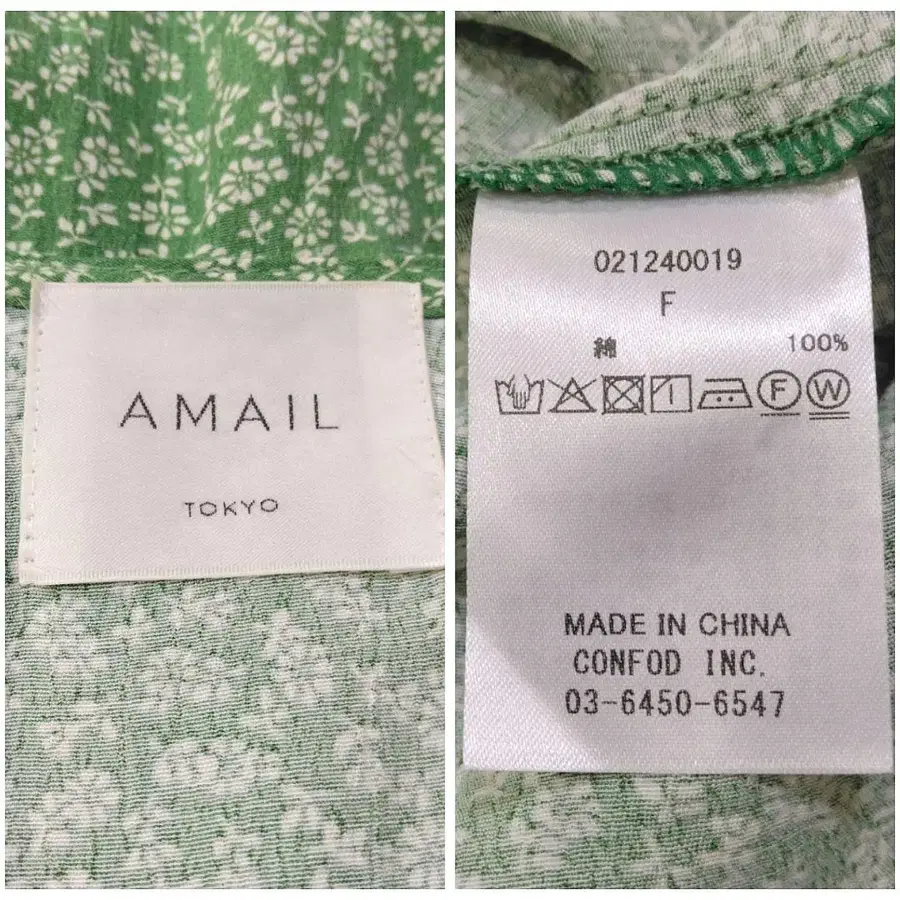 AMAIL
TOKYO
021240019
F
綿 100%
F W
MADE IN CHINA
CONFOD INC.
03-6450-6547